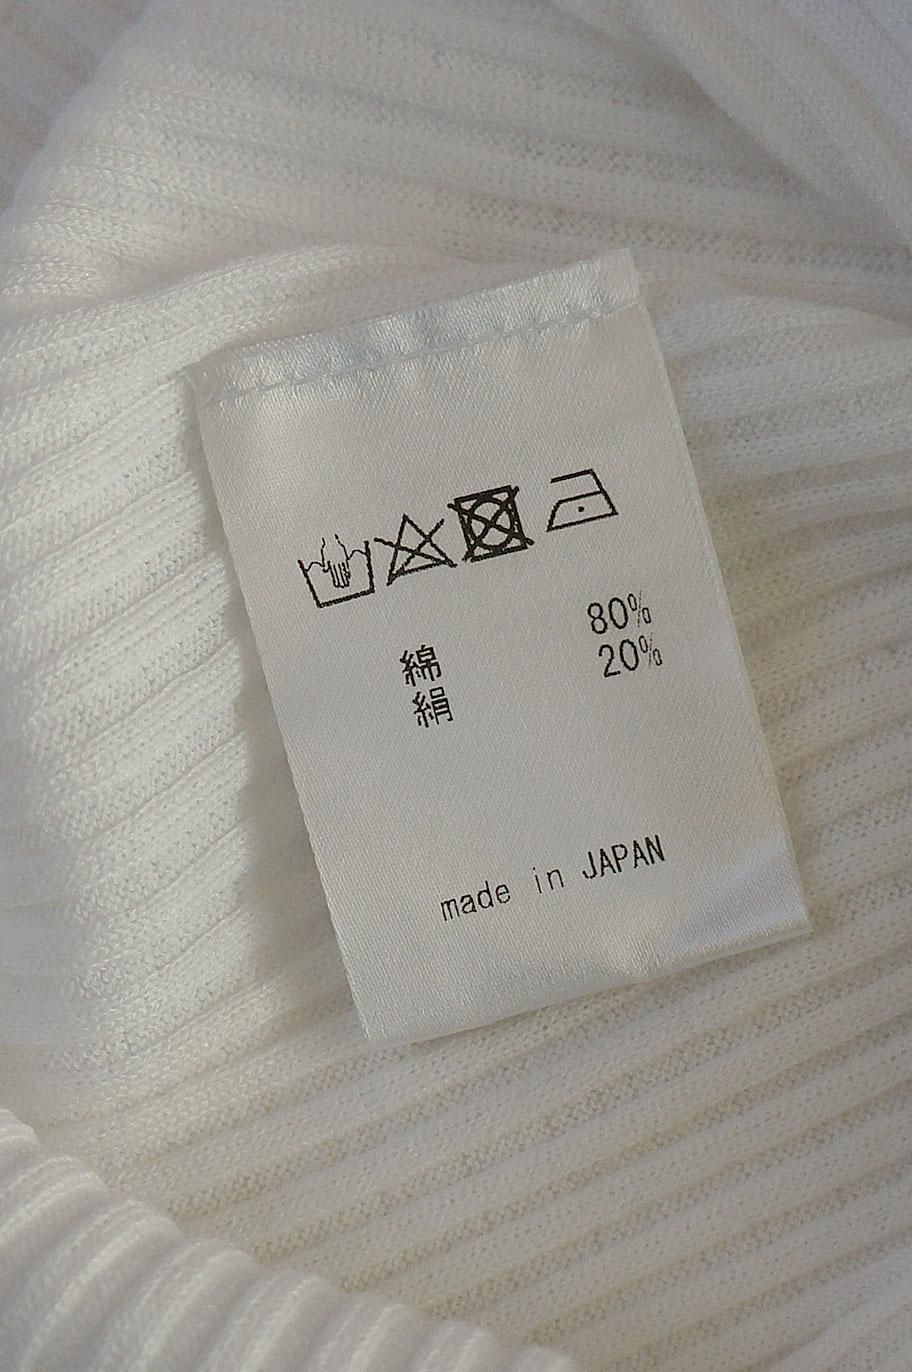 綿 80%
絹 20%
made in JAPAN